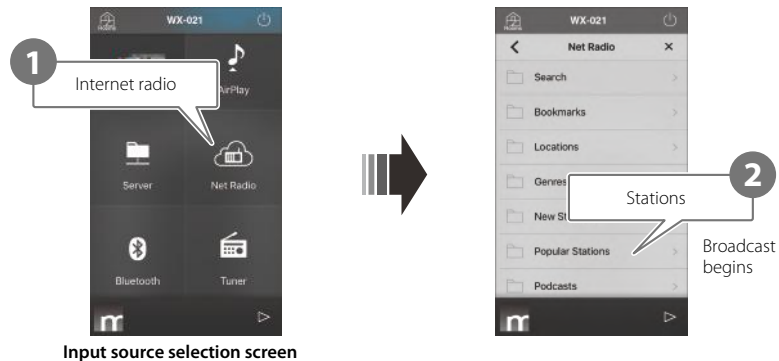 WX-021
1
Internet radio
AirPlay
Server
Net Radio
Bluetooth
Tuner
m
Input source selection screen
WX-021
Net Radio
Search
Bookmarks
Locations
Genres
2
Stations
New St
Popular Stations
Broadcast
begins
Podcasts
m